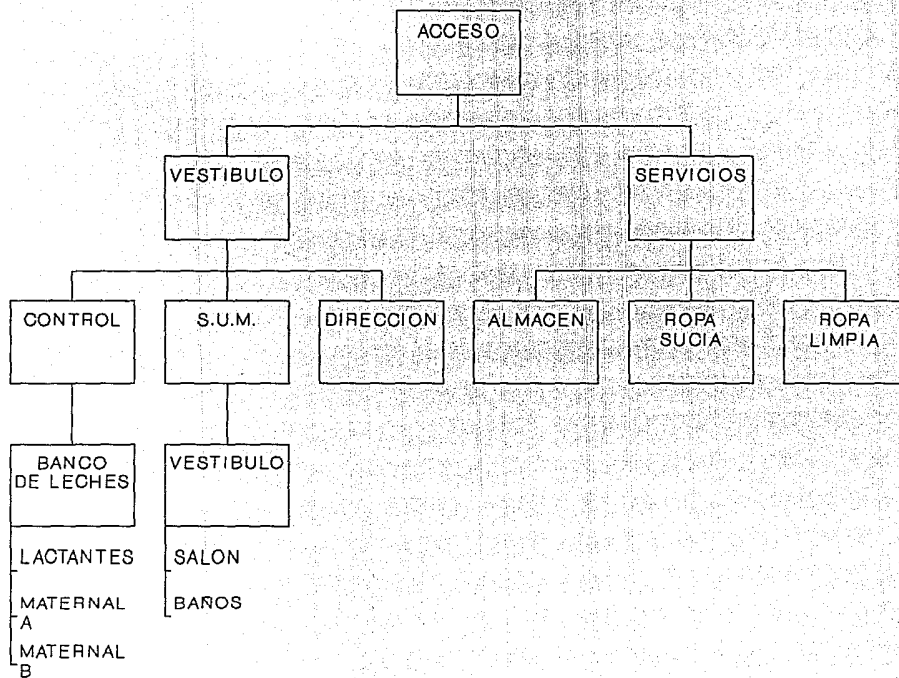 ACCESO
VESTIBULO
SERVICIOS
CONTROL
S.U.M.
DIRECCION
ALMACEN
ROPA
SUCIA
ROPA
LIMPIA
BANCO
DE LECHES
VESTIBULO
LACTANTES
MATERNAL
A
MATERNAL
B
SALON
BAÑOS